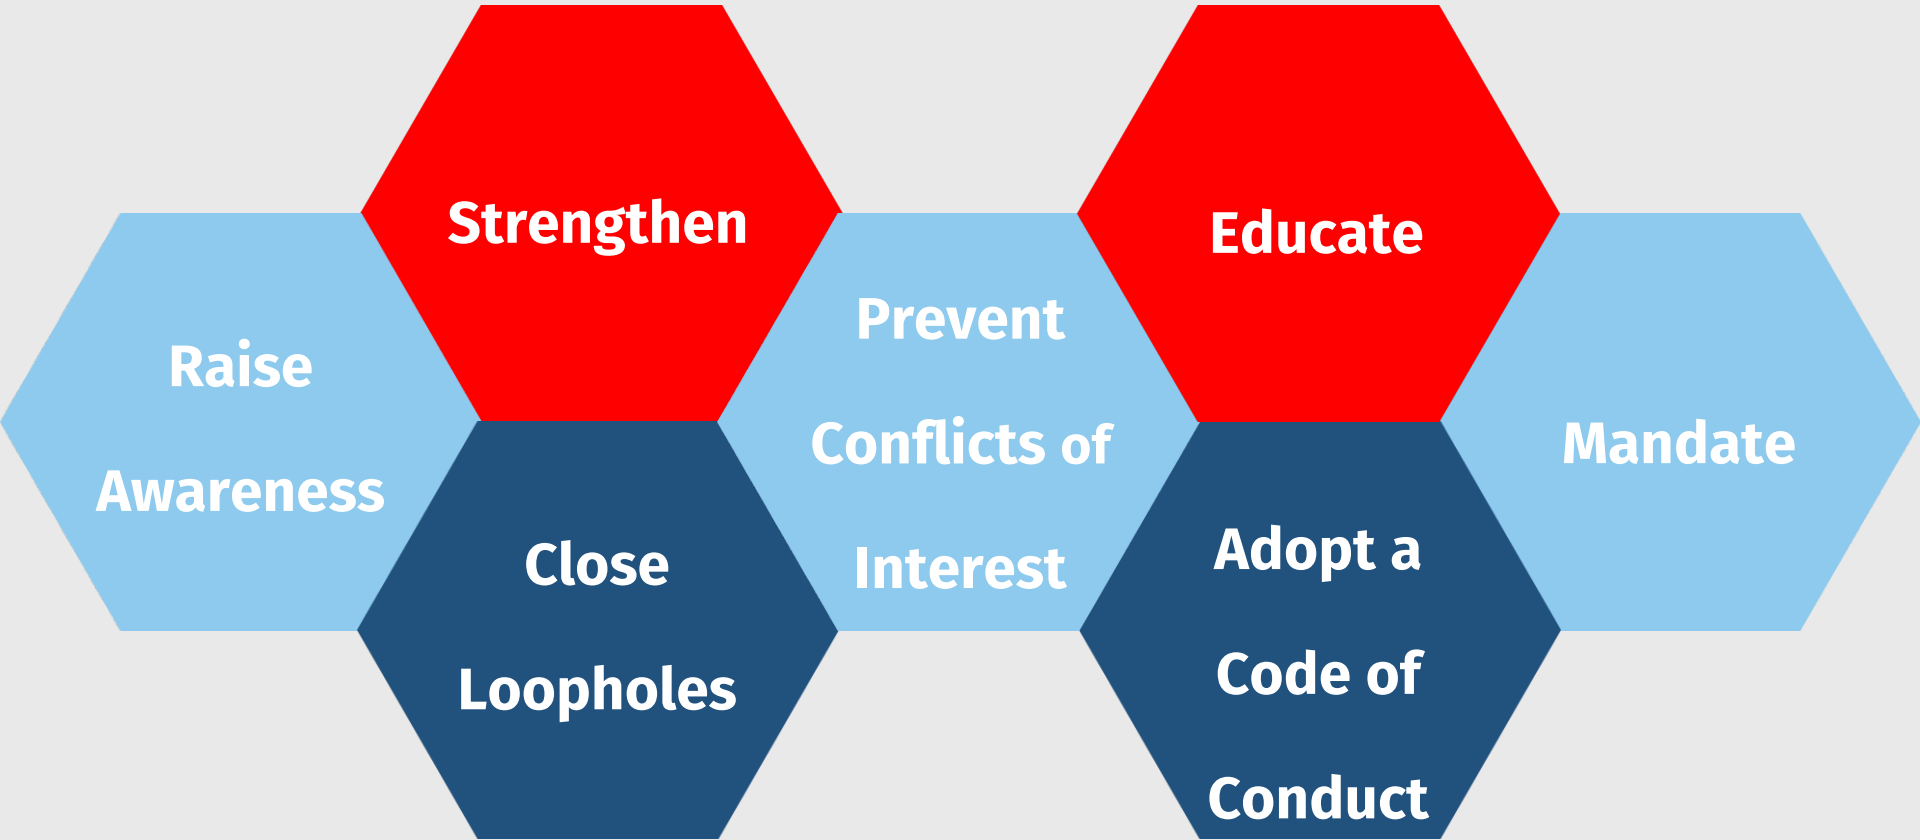 Strengthen
Educate
Raise
Awareness
Prevent
Conflicts of
Interest
Mandate
Close
Loopholes
Adopt a
Code of
Conduct